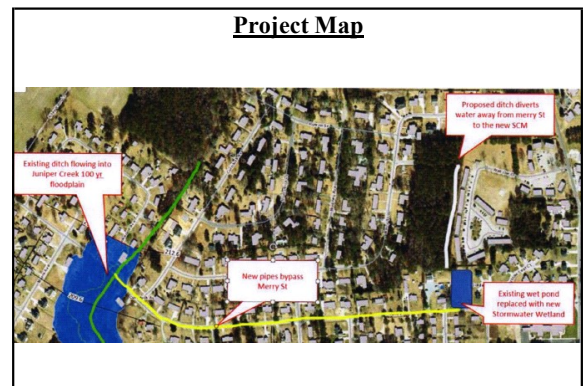 Project Map
Proposed ditch diverts
water away from merry St
to the new SCM
Existing ditch flowing into
Juniper Creek 100 yr.
floodplain
New pipes bypass
Merry St
Existing wet pond
replaced with new
Stormwater Wetland